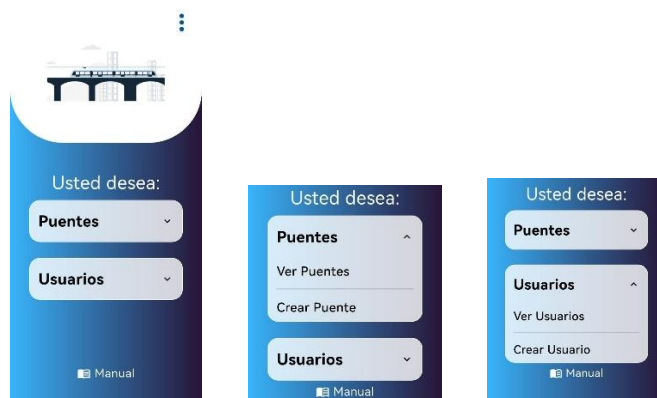 Usted desea:
Puentes
Usuarios
Manual
Usted desea:
Puentes
Ver Puentes
Crear Puente
Usuarios
Manual
Usted desea:
Puentes
Usuarios
Ver Usuarios
Crear Usuario
Manual